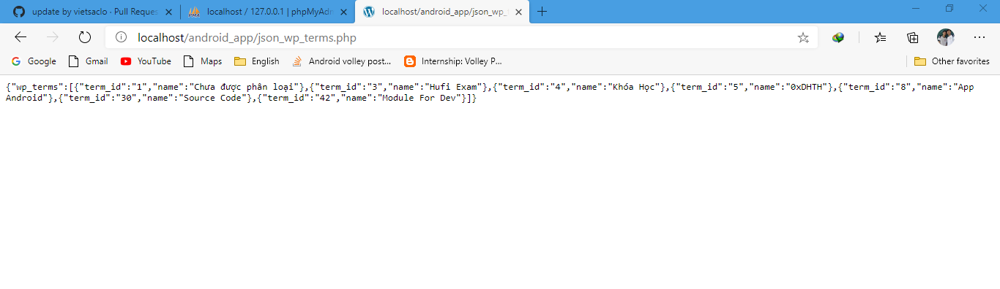 update by vietsaclo · Pull Reques
localhost / 127.0.0.1 | phpMyAdm
localhost/android_app/json_wp_
localhost/android_app/json_wp_terms.php
Google
Gmail
YouTube
Maps
English
Android volley post...
Internship: Volley P...
Other favorites
{"wp_terms":[{"term_id":"1","name":"Chưa được phân loại"},{"term_id":"3","name":"Hufi Exam"},{"term_id":"4","name":"Khóa Học"},{"term_id":"5","name":"0xDHTH"},{"term_id":"8","name":"App
Android"},{"term_id":"30","name":"Source Code"},{"term_id":"42","name":"Module For Dev"}]}